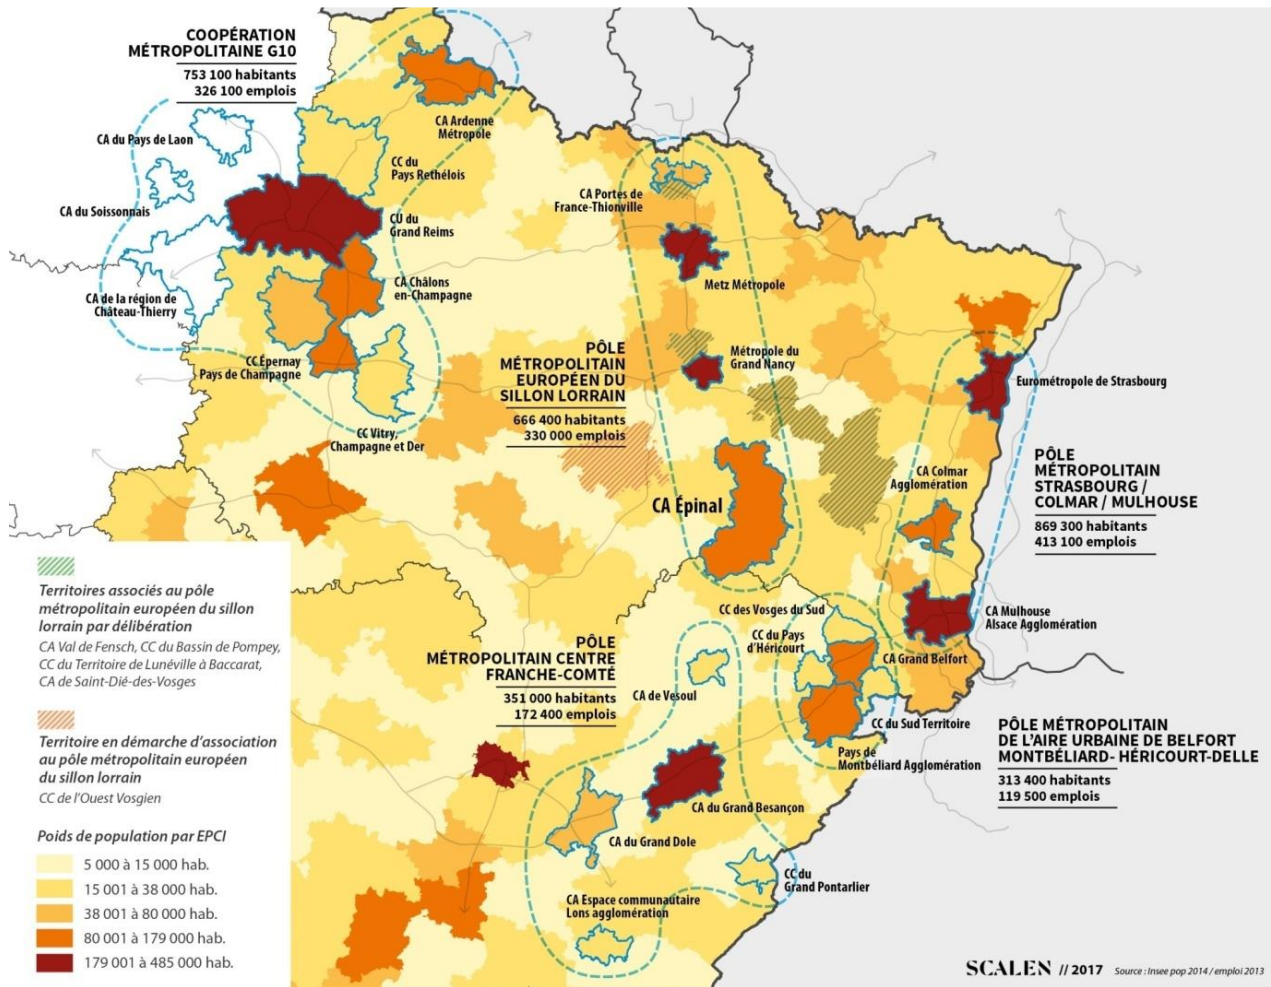 COOPÉRATION
MÉTROPOLITAINE G10
753 100 habitants
326 100 emplois
CA du Pays de Laon
CA Ardenne
Métropole
CC du
Pays Rethélois
CA du Soissonnais
CU du
Grand Reims
CA de la région de
Château-Thierry
CA Châlons
en-Champagne
CC Épernay
Pays de Champagne
CC Vitry,
Champagne et Der
CA Portes de
France-Thionville
Metz Métropole
Métropole du
Grand Nancy
PÔLE
MÉTROPOLITAIN
EUROPÉEN DU
SILLON LORRAIN
666 400 habitants
330 000 emplois
CA Épinal
Eurométropole de Strasbourg
CA Colmar
Agglomération
PÔLE
MÉTROPOLITAIN
STRASBOURG /
COLMAR / MULHOUSE
869 300 habitants
413 100 emplois
CA Mulhouse
Alsace Agglomération
CC des Vosges du Sud
CC du Pays
d'Héricourt
CA Grand Belfort
CC du Sud Territoire
Pays de
Montbéliard Agglomération
PÔLE MÉTROPOLITAIN
DE L'AIRE URBAINE DE BELFORT
MONTBÉLIARD- HÉRICOURT-DELLE
313 400 habitants
119 500 emplois
PÔLE
MÉTROPOLITAIN CENTRE
FRANCHE-COMTÉ
351 000 habitants
172 400 emplois
CA de Vesoul
CA du Grand Besançon
CA du Grand Dole
CC du
Grand Pontarlier
CA Espace communautaire
Lons agglomération
Territoires associés au pôle
métropolitain européen du sillon
lorrain par délibération
CA Val de Fensch, CC du Bassin de Pompey,
CC du Territoire de Lunéville à Baccarat,
CA de Saint-Dié-des-Vosges
Territoire en démarche d'association
au pôle métropolitain européen
du sillon lorrain
CC de l'Ouest Vosgien
Poids de population par EPCI
5 000 à 15 000 hab.
15 001 à 38 000 hab.
38 001 à 80 000 hab.
80 001 à 179 000 hab.
179 001 à 485 000 hab.
SCALEN // 2017 Source : Insee pop 2014 / emploi 2013